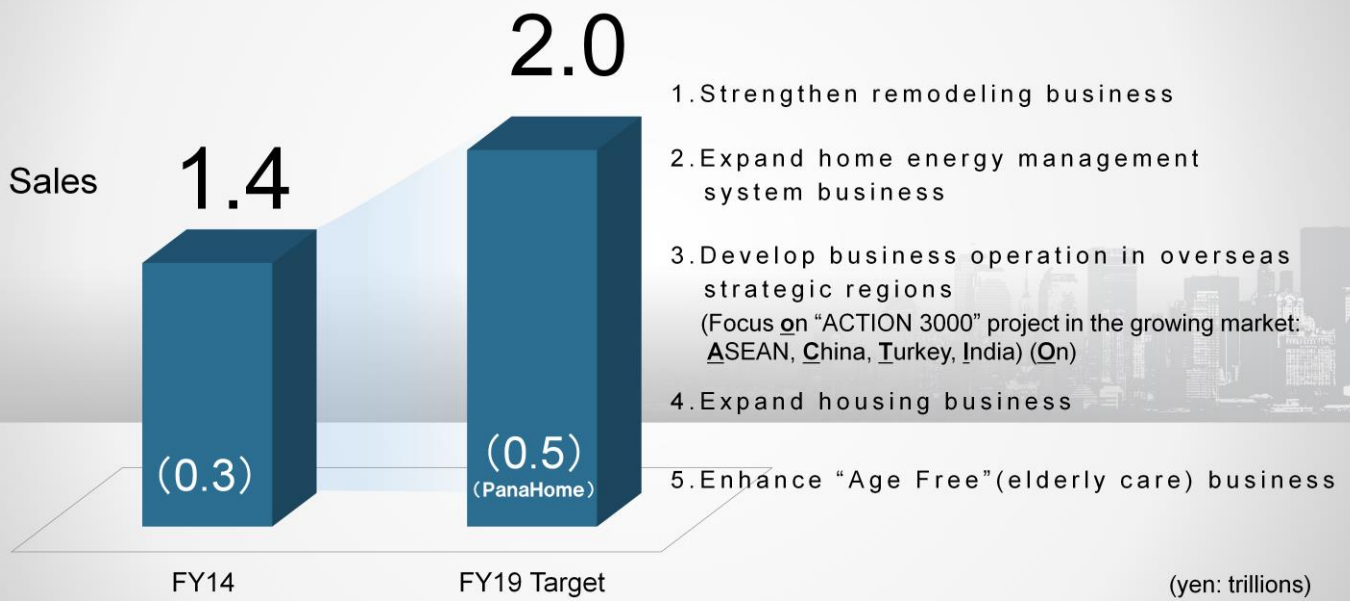 Sales
1.4
2.0
（0.3）
（0.5）
（PanaHome）
FY14
FY19 Target
1.Strengthen remodeling business
2.Expand home energy management
system business
3.Develop business operation in overseas
strategic regions
(Focus on “ACTION 3000” project in the growing market:
ASEAN, China, Turkey, India) (On)
4.Expand housing business
5.Enhance “Age Free”(elderly care) business
(yen: trillions)